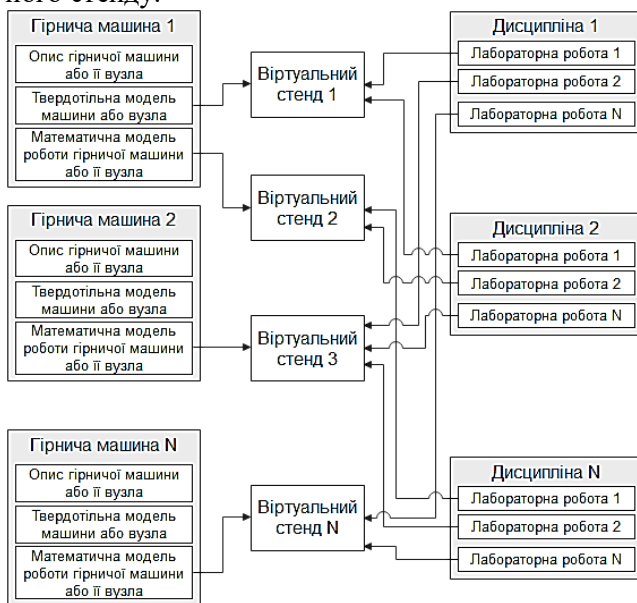 ного стенду.
Гірнича машина 1
Опис гірничої машини
або її вузла
Твердотільна модель
машини або вузла
Математична модель
роботи гірничої машини
або її вузла
Гірнича машина 2
Опис гірничої машини
або її вузла
Твердотільна модель
машини або вузла
Математична модель
роботи гірничої машини
або її вузла
Гірнича машина N
Опис гірничої машини
або її вузла
Твердотільна модель
машини або вузла
Математична модель
роботи гірничої машини
або її вузла
Віртуальний
стенд 1
Віртуальний
стенд 2
Віртуальний
стенд 3
Віртуальний
стенд N
Дисципліна 1
Лабораторна робота 1
Лабораторна робота 2
Лабораторна робота N
Дисципліна 2
Лабораторна робота 1
Лабораторна робота 2
Лабораторна робота N
Дисципліна N
Лабораторна робота 1
Лабораторна робота 2
Лабораторна робота N